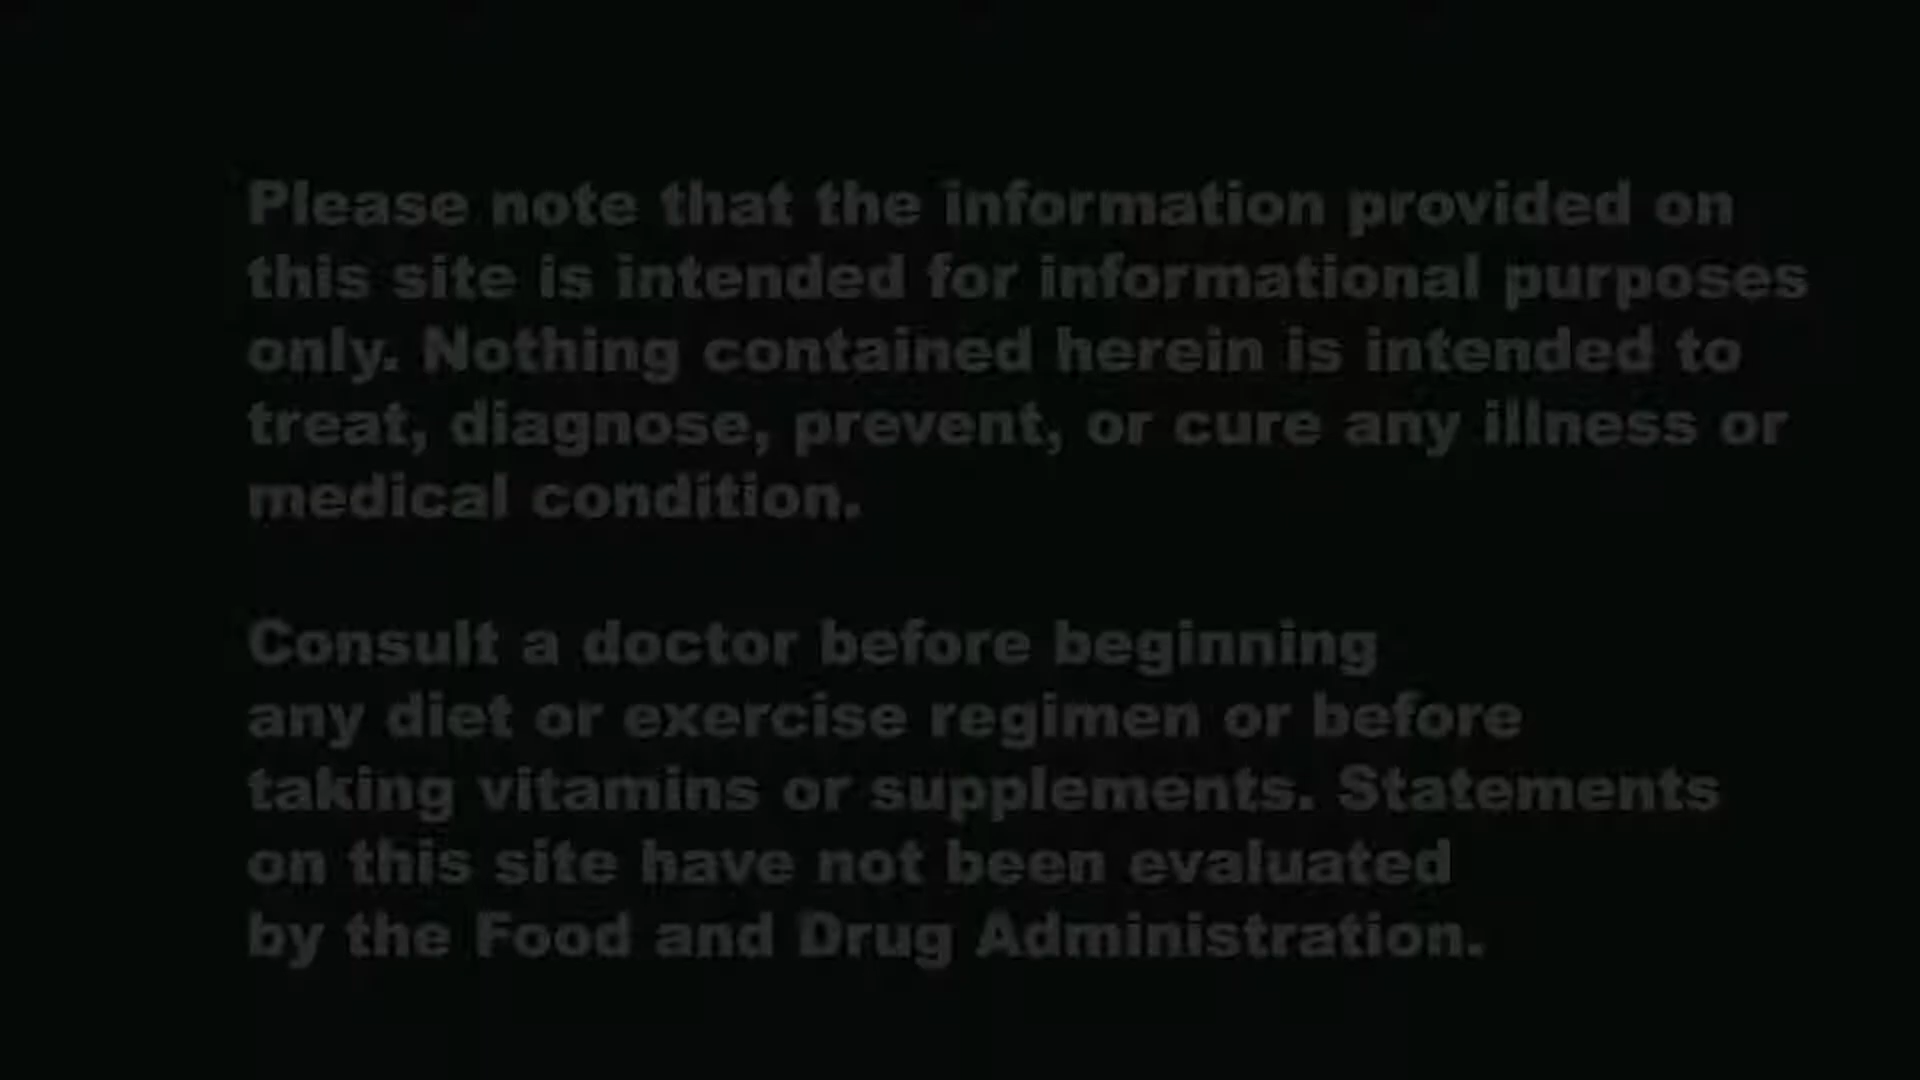 Please note that the information provided on
this site is intended for informational purposes
only. Nothing contained herein is intended to
treat, diagnose, prevent, or cure any illness or
medical condition.
Consult a doctor before beginning
any diet or exercise regimen or before
taking vitamins or supplements. Statements
on this site have not been evaluated
by the Food and Drug Administration.